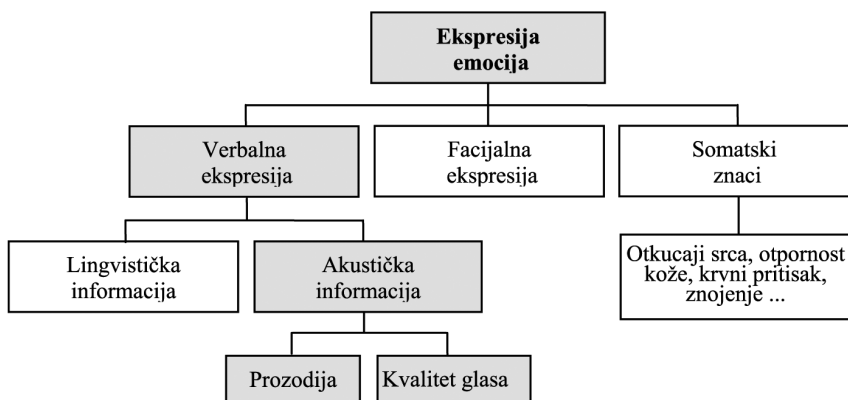 Ekspresija
emocija
Verbalna
ekspresija
Facijalna
ekspresija
Somatski
znaci
Lingvistička
informacija
Akustička
informacija
Otkucaji srca, otpornost
kože, krvni pritisak,
znojenje ...
Prozodija
Kvalitet glasa